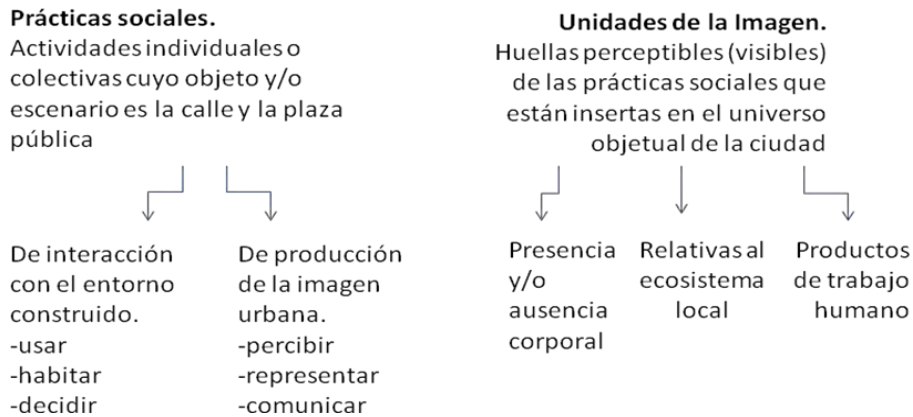 Prácticas sociales.
Actividades individuales o
colectivas cuyo objeto y/o
escenario es la calle y la plaza
pública
De interacción
con el entorno
construido.
-usar
-habitar
-decidir
De producción
de la imagen
urbana.
-percibir
-representar
-comunicar
Unidades de la Imagen.
Huellas perceptibles (visibles)
de las prácticas sociales que
están insertas en el universo
objetual de la ciudad
Presencia
y/o
ausencia
corporal
Relativas al
ecosistema
local
Productos
de trabajo
humano